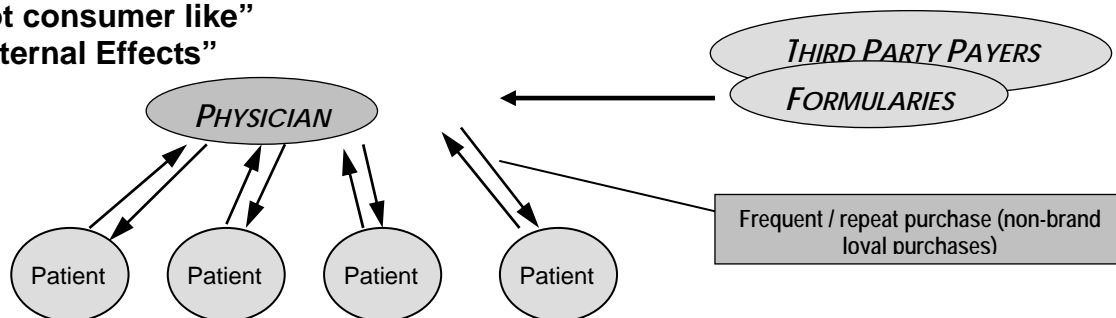 ot consumer like”
ternal Effects”
THIRD PARTY PAYERS
FORMULARIES
PHYSICIAN
Frequent / repeat purchase (non-brand
loyal purchases)
Patient Patient Patient Patient